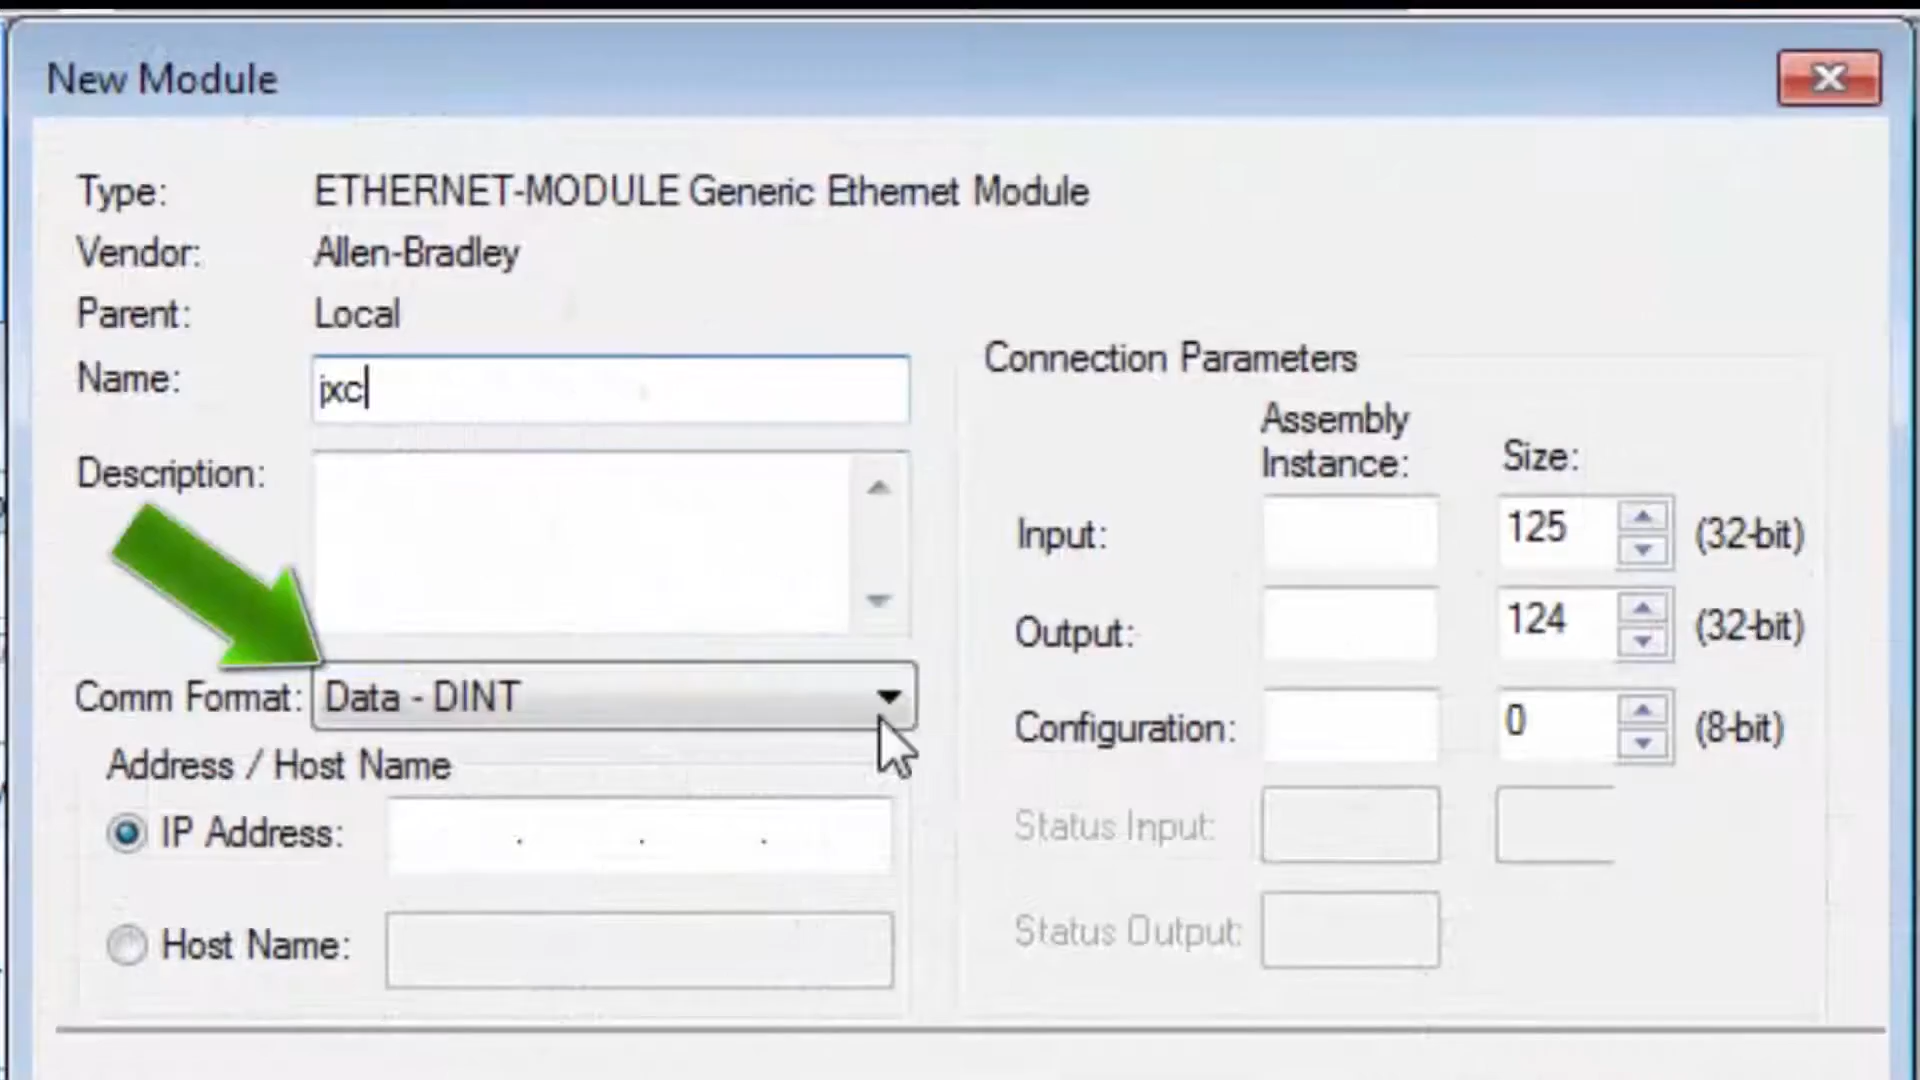 New Module
Type: ETHERNET-MODULE Generic Ethernet Module
Vendor: Allen-Bradley
Parent: Local
Name: jxc
Description:
Comm Format: Data - DINT
Address / Host Name
IP Address: . . .
Host Name:
Connection Parameters
Assembly
Instance: Size:
Input: 125 (32-bit)
Output: 124 (32-bit)
Configuration: 0 (8-bit)
Status Input:
Status Output: